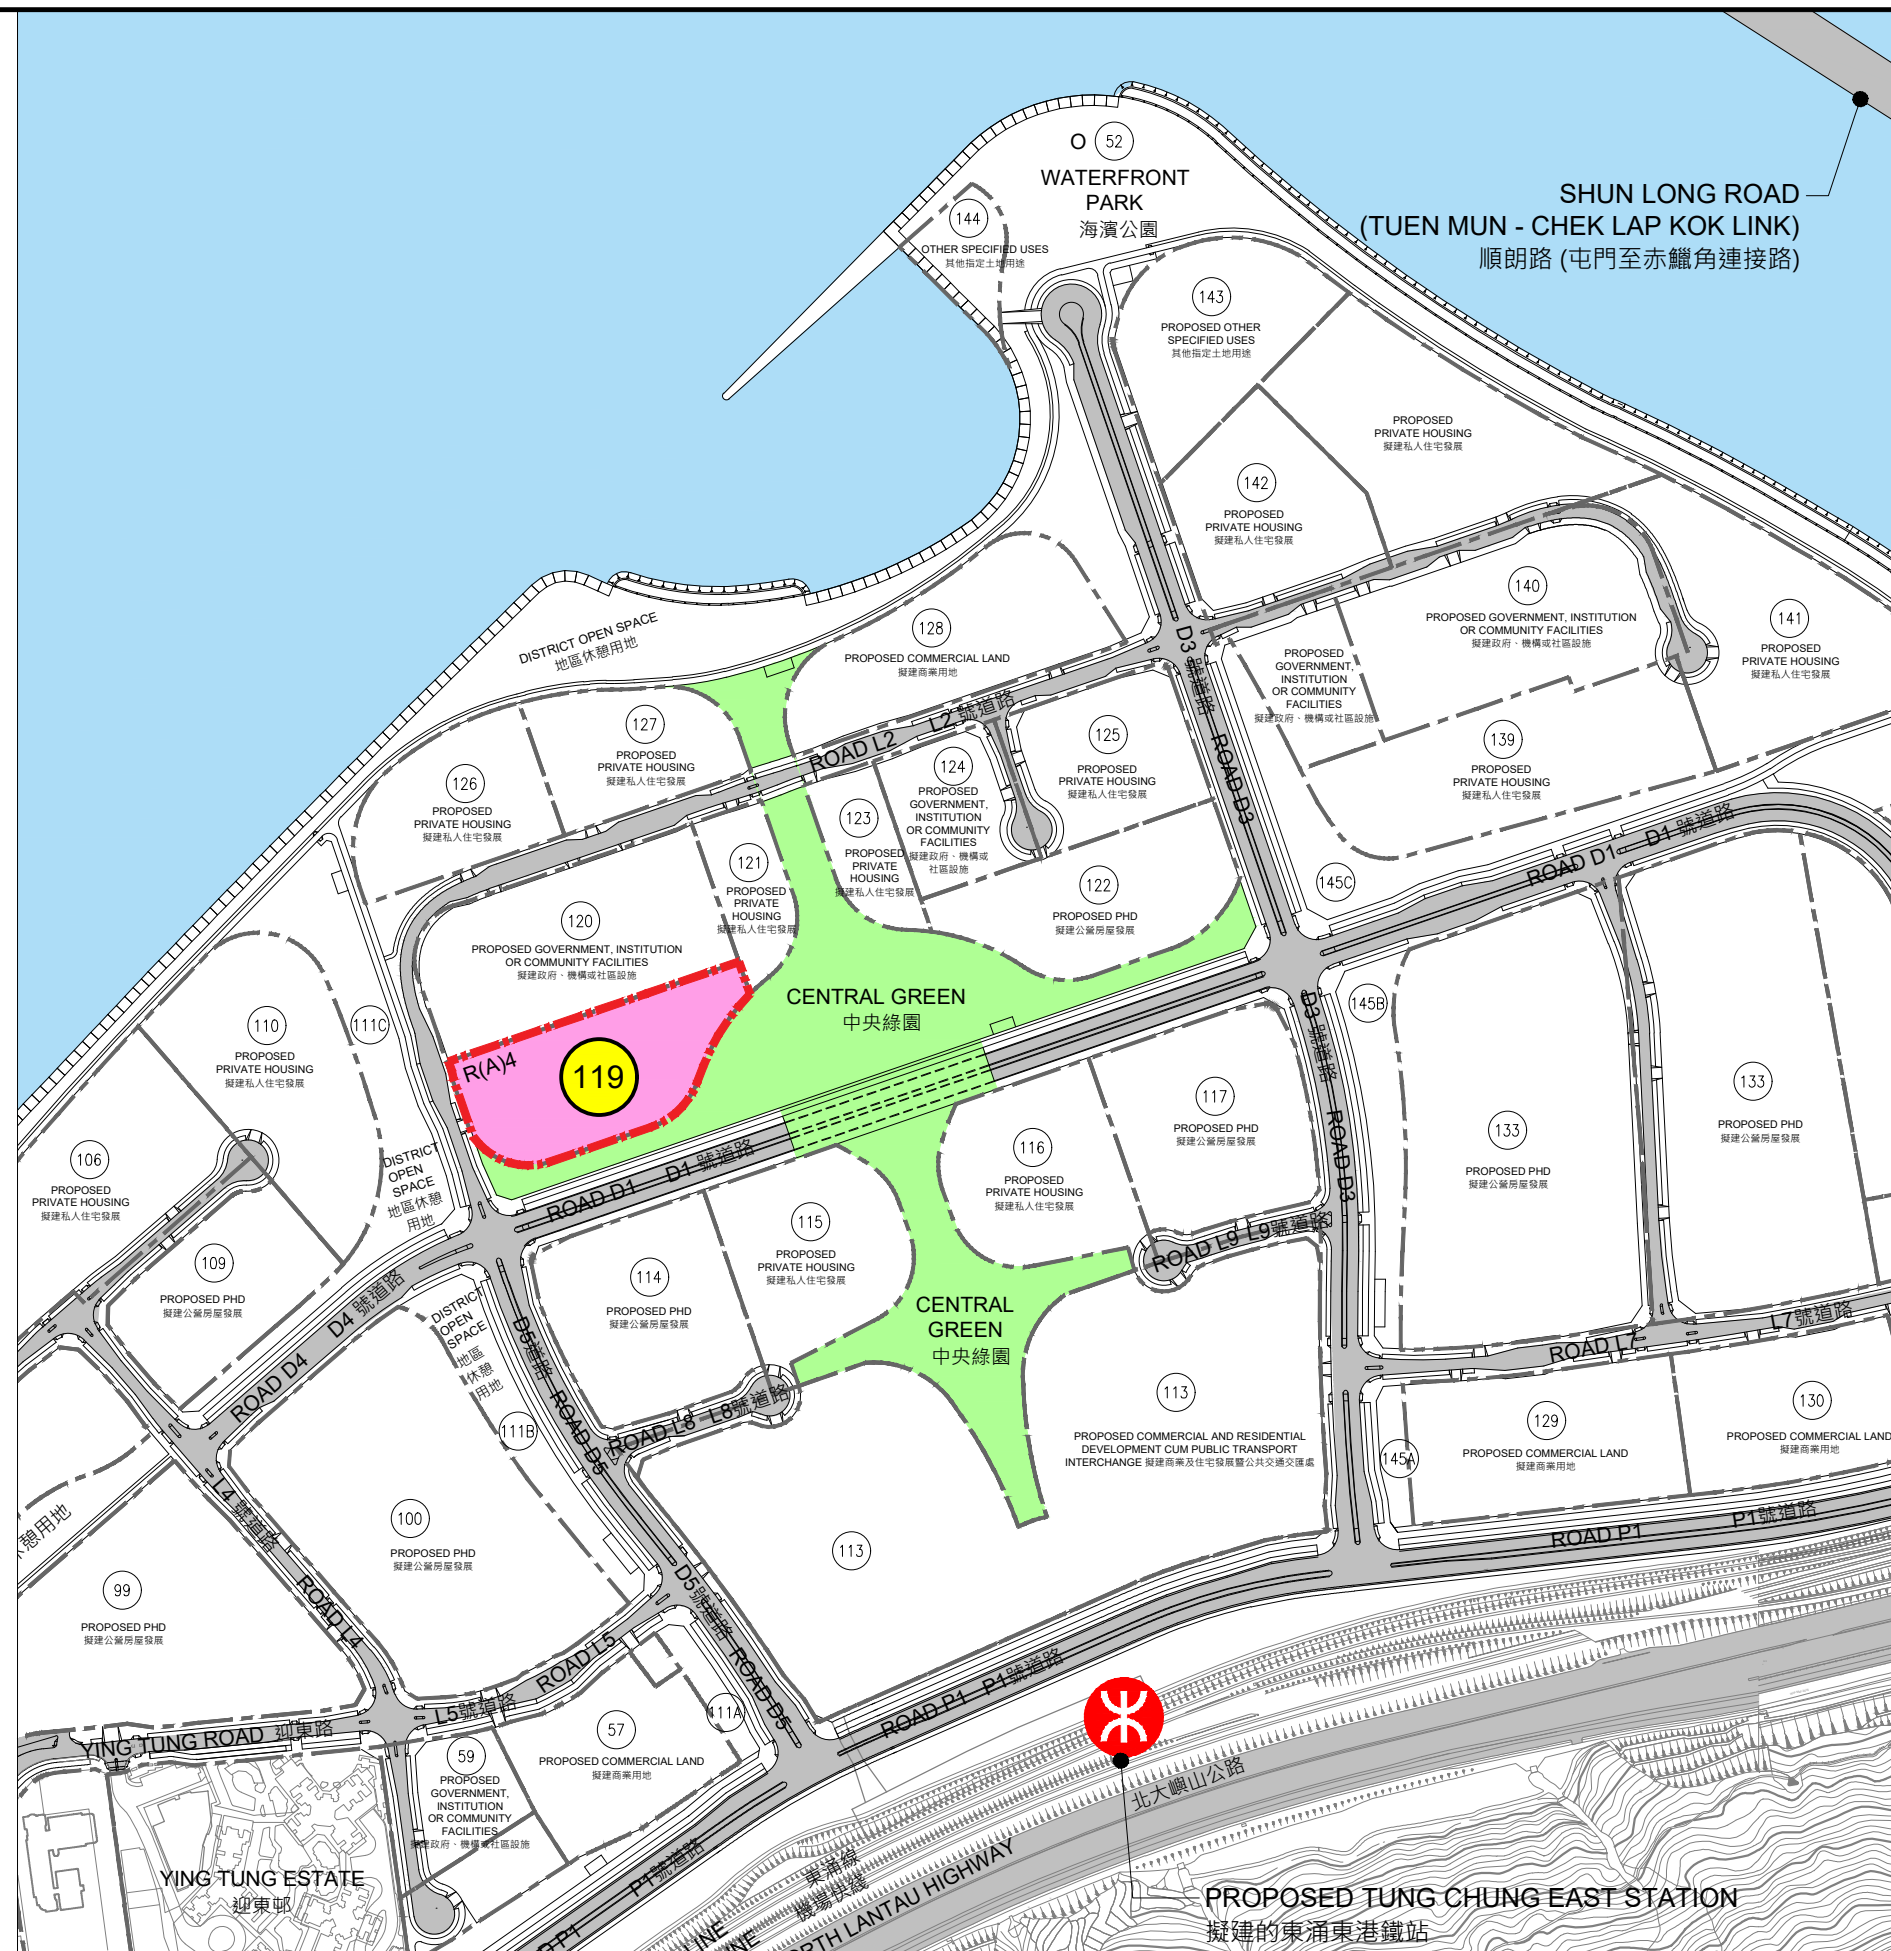 O 52
WATERFRONT
PARK
海濱公園
SHUN LONG ROAD
(TUEN MUN - CHEK LAP KOK LINK)
順朗路 (屯門至赤鱲角連接路)
144
OTHER SPECIFIED USES
其他指定土地用途
143
PROPOSED OTHER
SPECIFIED USES
其他指定土地用途
PROPOSED
PRIVATE HOUSING
擬建私人住宅發展
142
PROPOSED
PRIVATE HOUSING
擬建私人住宅發展
140
PROPOSED GOVERNMENT, INSTITUTION
OR COMMUNITY FACILITIES
擬建政府、機構或社區設施
141
PROPOSED
PRIVATE HOUSING
擬建私人住宅發展
DISTRICT OPEN SPACE
地區休憩用地
128
PROPOSED COMMERCIAL LAND
擬建商業用地
D3 號道路
ROAD D3
PROPOSED
GOVERNMENT,
INSTITUTION
OR COMMUNITY
FACILITIES
擬建政府、機構或社區設施
127
PROPOSED
PRIVATE HOUSING
擬建私人住宅發展
ROAD L2 L2 號道路
125
PROPOSED
PRIVATE HOUSING
擬建私人住宅發展
139
PROPOSED
PRIVATE HOUSING
擬建私人住宅發展
126
PROPOSED
PRIVATE HOUSING
擬建私人住宅發展
124
PROPOSED
GOVERNMENT,
INSTITUTION
OR COMMUNITY
FACILITIES
擬建政府、機構或
社區設施
123
PROPOSED
PRIVATE
HOUSING
擬建私人住宅發展
121
PROPOSED
PRIVATE
HOUSING
擬建私人住宅發展
122
PROPOSED PHD
擬建公營房屋發展
145C
ROAD D1 D1 號道路
120
PROPOSED GOVERNMENT, INSTITUTION
OR COMMUNITY FACILITIES
擬建政府、機構或社區設施
CENTRAL GREEN
中央綠園
145B
D3 號道路
ROAD D3
110
PROPOSED
PRIVATE HOUSING
擬建私人住宅發展
111C
R(A)4
119
117
PROPOSED PHD
擬建公營房屋發展
133
PROPOSED PHD
擬建公營房屋發展
133
PROPOSED PHD
擬建公營房屋發展
106
PROPOSED
PRIVATE HOUSING
擬建私人住宅發展
DISTRICT
OPEN
SPACE
地區休憩
用地
ROAD D1 D1 號道路
116
PROPOSED
PRIVATE HOUSING
擬建私人住宅發展
115
PROPOSED
PRIVATE HOUSING
擬建私人住宅發展
ROAD L9 L9號道路
109
PROPOSED PHD
擬建公營房屋發展
114
PROPOSED PHD
擬建公營房屋發展
CENTRAL
GREEN
中央綠園
ROAD D4 D4 號道路
DISTRICT
OPEN
SPACE
地區
休憩
用地
D5號道路
ROAD D5
ROAD L7 L7號道路
ROAD L8 L8號道路
111B
113
PROPOSED COMMERCIAL AND RESIDENTIAL
DEVELOPMENT CUM PUBLIC TRANSPORT
INTERCHANGE 擬建商業及住宅發展暨公共交通交匯處
145A
129
PROPOSED COMMERCIAL LAND
擬建商業用地
130
PROPOSED COMMERCIAL LAND
擬建商業用地
憩用地
L4 號道路
ROAD L4
100
PROPOSED PHD
擬建公營房屋發展
113
ROAD P1 P1號道路
99
PROPOSED PHD
擬建公營房屋發展
D5號道路
ROAD D5
ROAD L5
L5號道路
YING TUNG ROAD 迎東路
111A
57
PROPOSED COMMERCIAL LAND
擬建商業用地
59
PROPOSED
GOVERNMENT,
INSTITUTION
OR COMMUNITY
FACILITIES
擬建政府、機構或社區設施
ROAD P1 P1號道路
北大嶼山公路
NORTH LANTAU HIGHWAY
東涌線
機場快綫
LINE
P1號道路
YING TUNG ESTATE
迎東邨
PROPOSED TUNG CHUNG EAST STATION
擬建的東涌東港鐵站